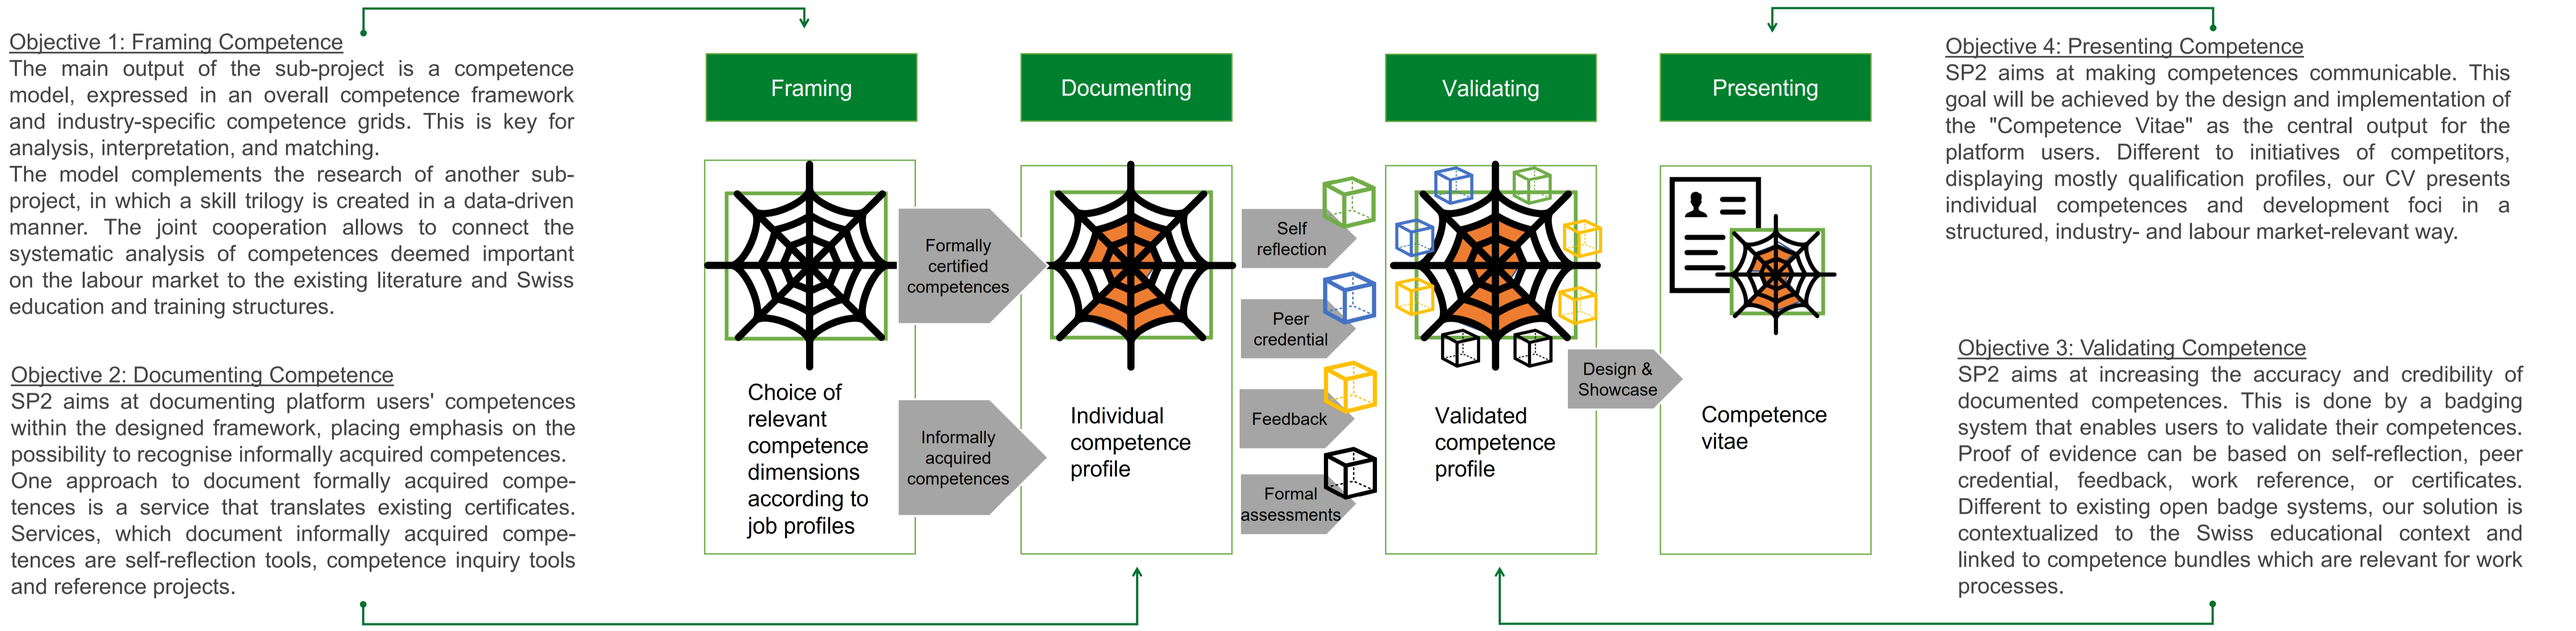 Objective 1: Framing Competence
The main output of the sub-project is a competence
model, expressed in an overall competence framework
and industry-specific competence grids. This is key for
analysis, interpretation, and matching.
The model complements the research of another sub-
project, in which a skill trilogy is created in a data-driven
manner. The joint cooperation allows to connect the
systematic analysis of competences deemed important
on the labour market to the existing literature and Swiss
education and training structures.
Objective 2: Documenting Competence
SP2 aims at documenting platform users' competences
within the designed framework, placing emphasis on the
possibility to recognise informally acquired competences.
One approach to document formally acquired compe-
tences is a service that translates existing certificates.
Services, which document informally acquired compe-
tences are self-reflection tools, competence inquiry tools
and reference projects.
Framing
Choice of
relevant
competence
dimensions
according to
job profiles
Formally
certified
competences
Informally
acquired
competences
Documenting
Individual
competence
profile
Self
reflection
Peer
credential
Feedback
Formal
assessments
Validating
Validated
competence
profile
Design &
Showcase
Presenting
Competence
vitae
Objective 4: Presenting Competence
SP2 aims at making competences communicable. This
goal will be achieved by the design and implementation of
the "Competence Vitae" as the central output for the
platform users. Different to initiatives of competitors,
displaying mostly qualification profiles, our CV presents
individual competences and development foci in a
structured, industry- and labour market-relevant way.
Objective 3: Validating Competence
SP2 aims at increasing the accuracy and credibility of
documented competences. This is done by a badging
system that enables users to validate their competences.
Proof of evidence can be based on self-reflection, peer
credential, feedback, work reference, or certificates.
Different to existing open badge systems, our solution is
contextualized to the Swiss educational context and
linked to competence bundles which are relevant for work
processes.